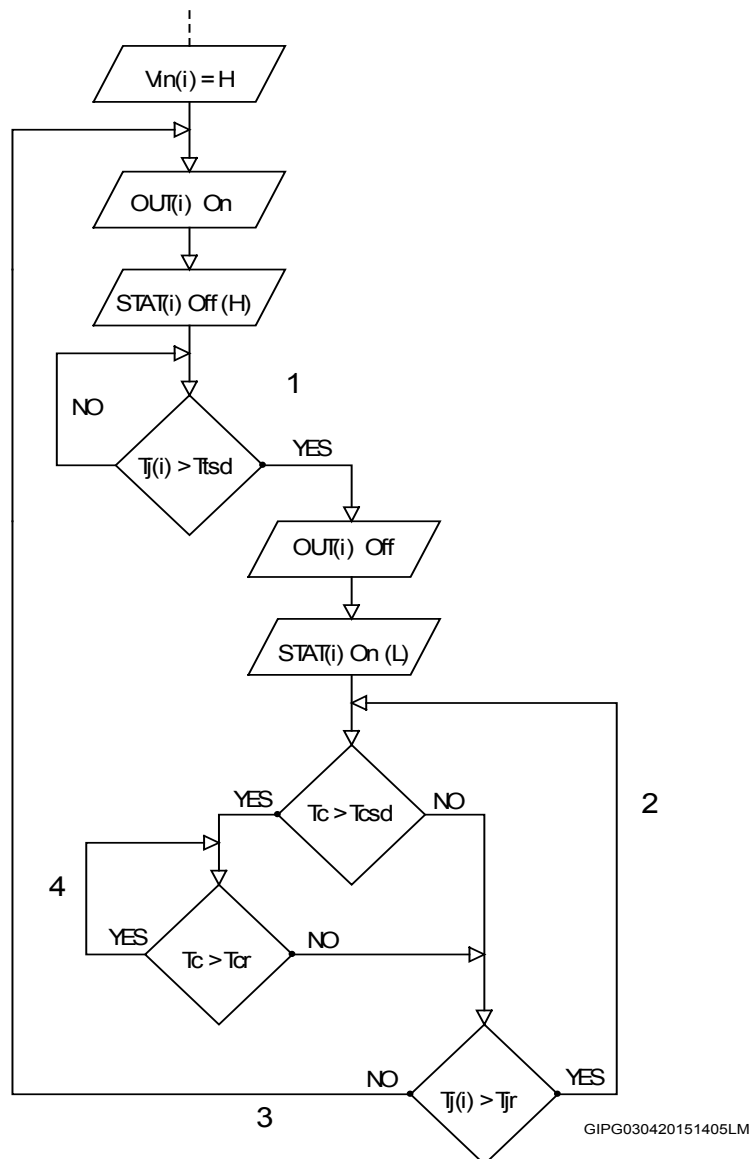 Vin(i) = H
OUT(i) On
STAT(i) Off (H)
1
NO
Tj(i) > Ttsd
YES
OUT(i) Off
STAT(i) On (L)
2
YES
Tc > Tcsd
NO
4
YES
Tc > Tcr
NO
NO
Tj(i) > Tjr
YES
3
GIPG030420151405LM